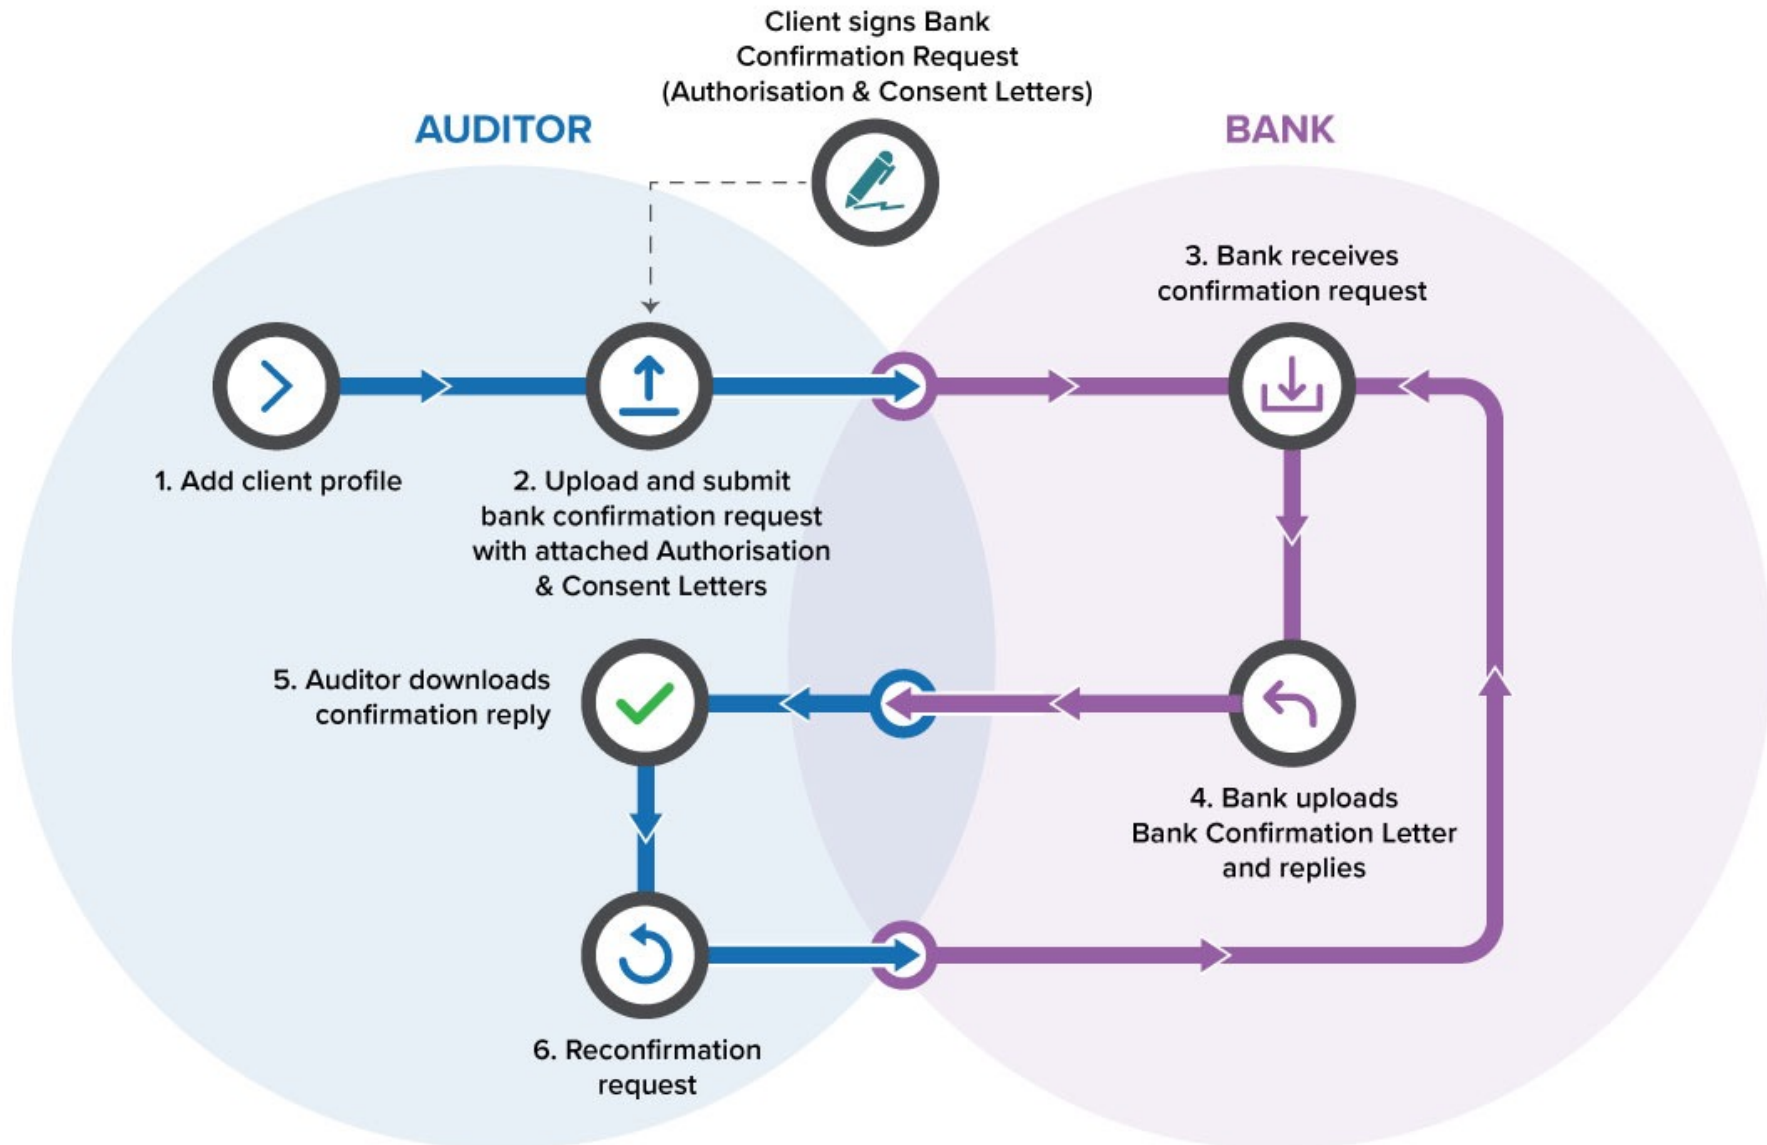 Client signs Bank
Confirmation Request
(Authorisation & Consent Letters)
AUDITOR
BANK
3. Bank receives
confirmation request
1. Add client profile
2. Upload and submit
bank confirmation request
with attached Authorisation
& Consent Letters
5. Auditor downloads
confirmation reply
4. Bank uploads
Bank Confirmation Letter
and replies
6. Reconfirmation
request